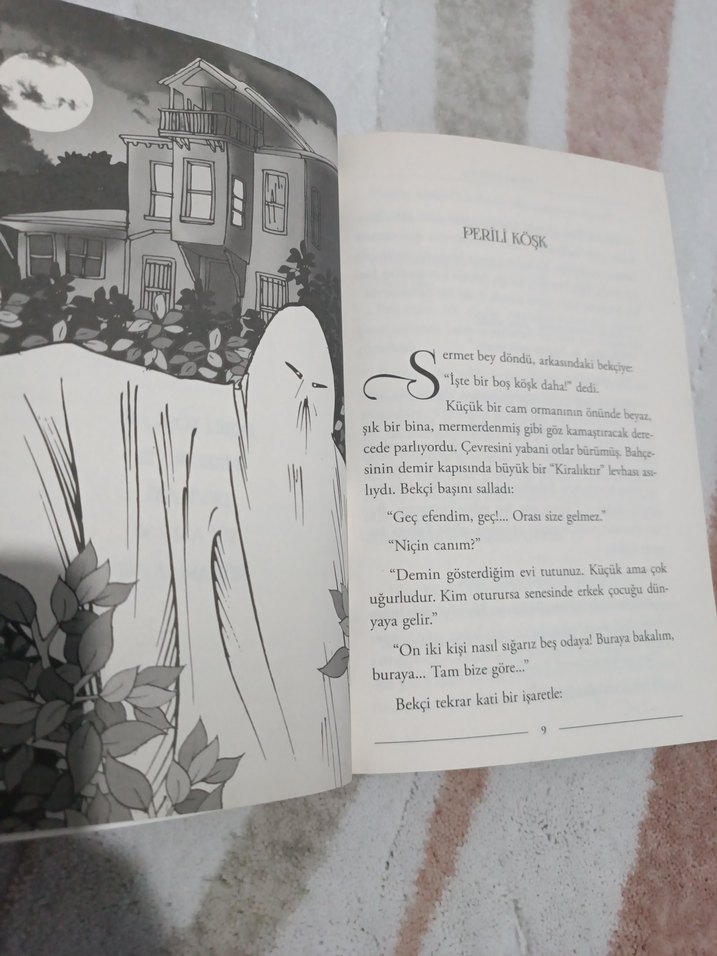 PERİLİ KÖŞK
Sermet bey döndü, arkasındaki bekçiye:
“İşte bir boş köşk daha!” dedi.
Küçük bir cam ormanının önünde beyaz,
şık bir bina, mermerdenmiş gibi göz kamaştıracak dere-
cede parlıyordu. Çevresini yabani otlar bürümüş. Bahçe-
sinin demir kapısında büyük bir “Kiralıktır” levhası ası-
lıydı. Bekçi başını salladı:
“Geç efendim, geç!... Orası size gelmez.”
“Niçin canım?”
“Demin gösterdiğim evi tutunuz. Küçük ama çok
uğurludur. Kim oturursa senesinde erkek çocuğu dün-
yaya gelir.”
“On iki kişi nasıl sığarız beş odaya! Buraya bakalım,
buraya... Tam bize göre...”
Bekçi tekrar kati bir işaretle:
9